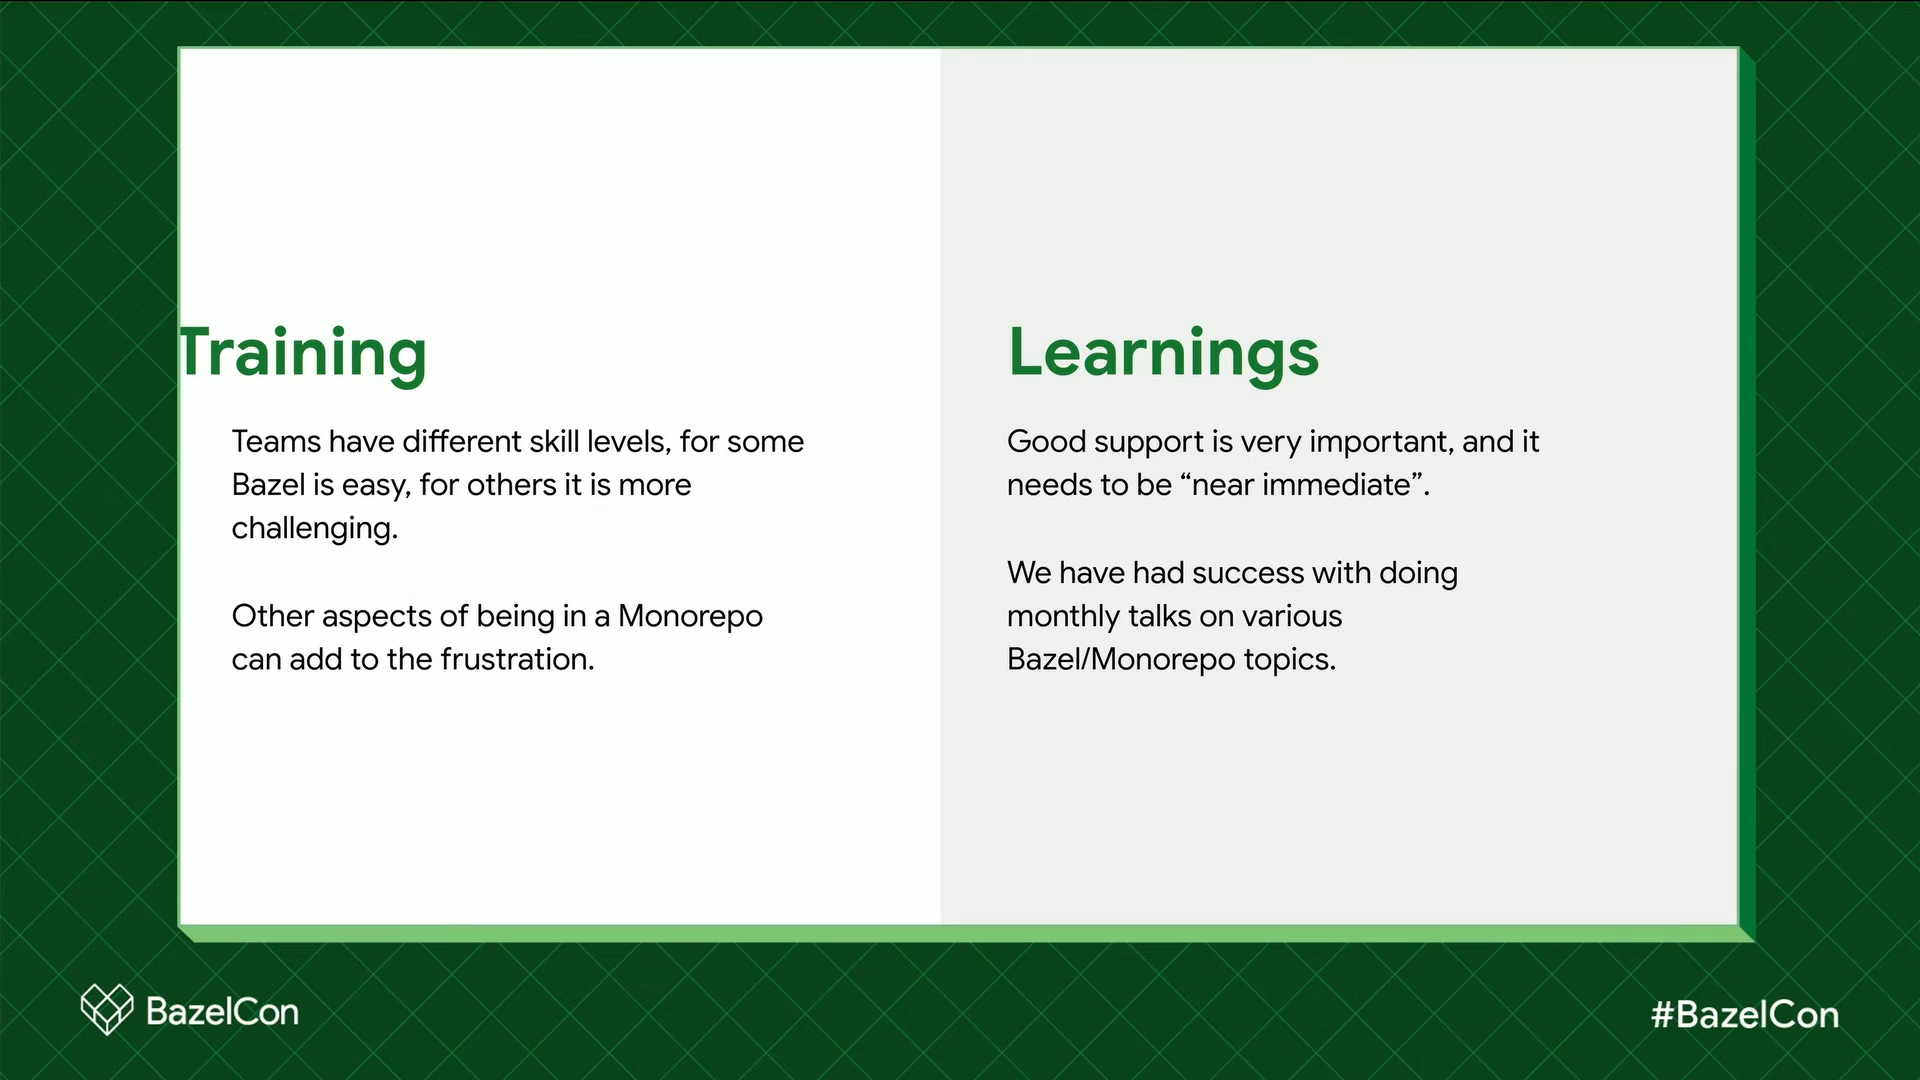 Training
Teams have different skill levels, for some
Bazel is easy, for others it is more
challenging.
Other aspects of being in a Monorepo
can add to the frustration.
Learnings
Good support is very important, and it
needs to be “near immediate”.
We have had success with doing
monthly talks on various
Bazel/Monorepo topics.
BazelCon
#BazelCon